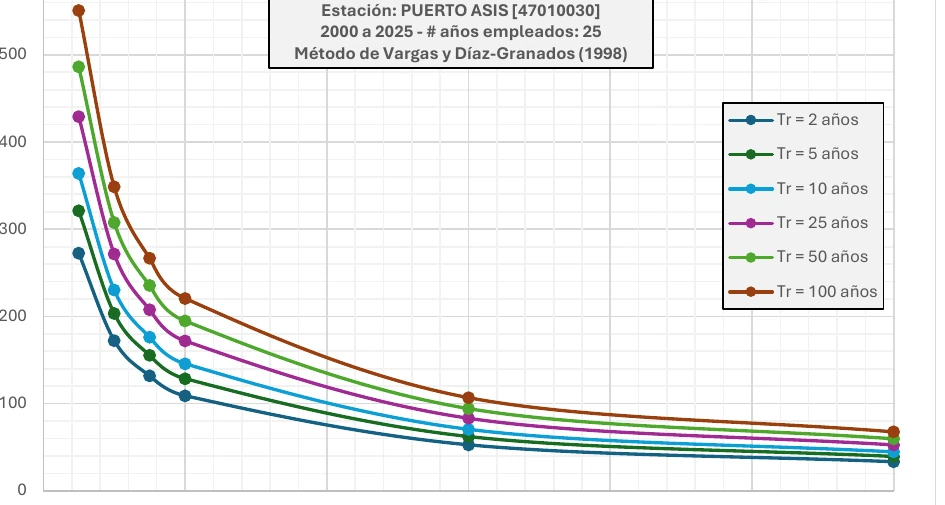 Estación: PUERTO ASIS [47010030]
2000 a 2025 - # años empleados: 25
Método de Vargas y Díaz-Granados (1998)
500
400
300
200
100
0
Tr = 2 años
Tr = 5 años
Tr = 10 años
Tr = 25 años
Tr = 50 años
Tr = 100 años